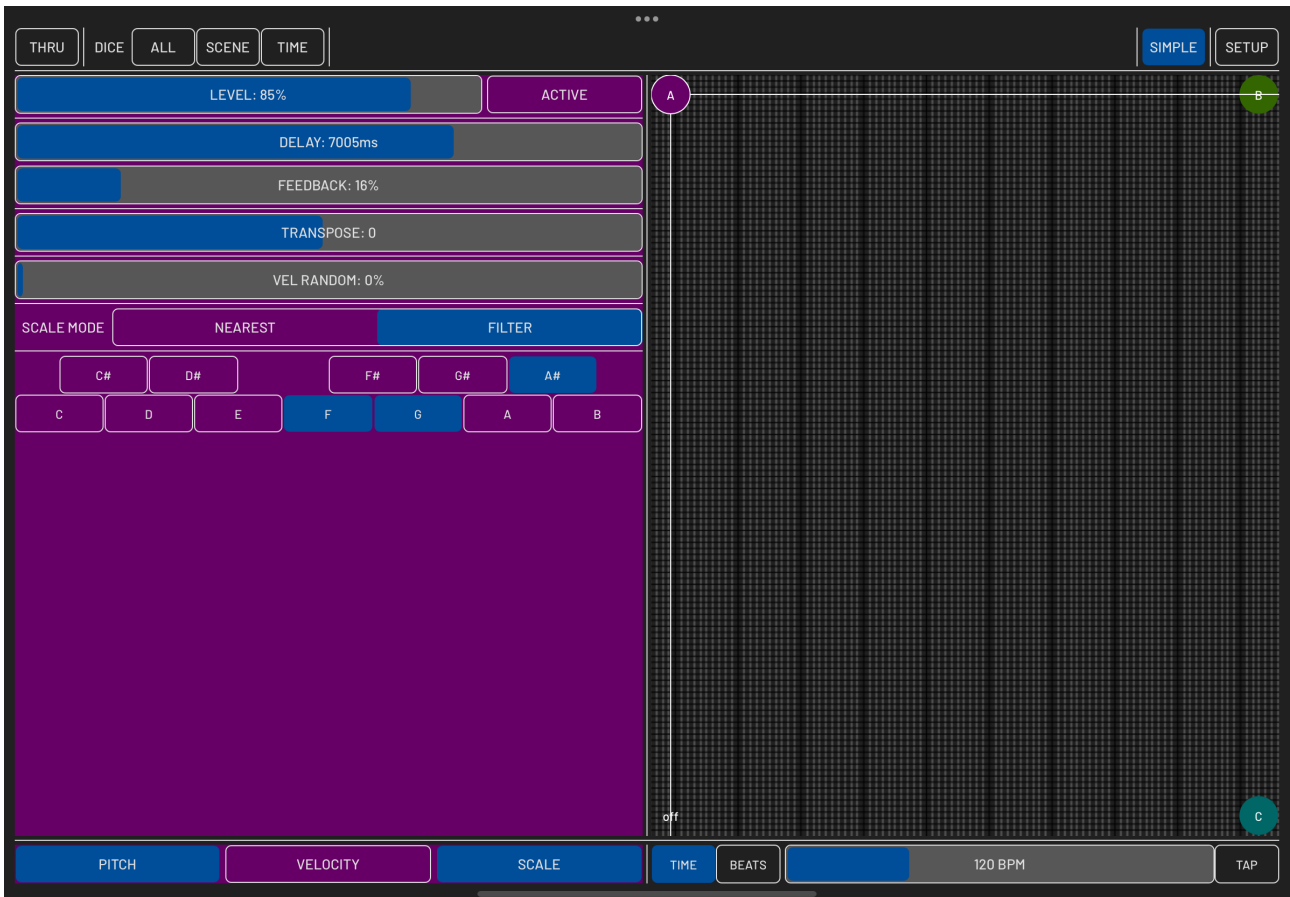 THRU DICE ALL SCENE TIME SIMPLE SETUP
LEVEL: 85% ACTIVE A B
DELAY: 7005ms
FEEDBACK: 16%
TRANSPOSE: 0
VEL RANDOM: 0%
SCALE MODE NEAREST FILTER
C# D# F# G# A#
C D E F G A B
off C
PITCH VELOCITY SCALE TIME BEATS 120 BPM TAP